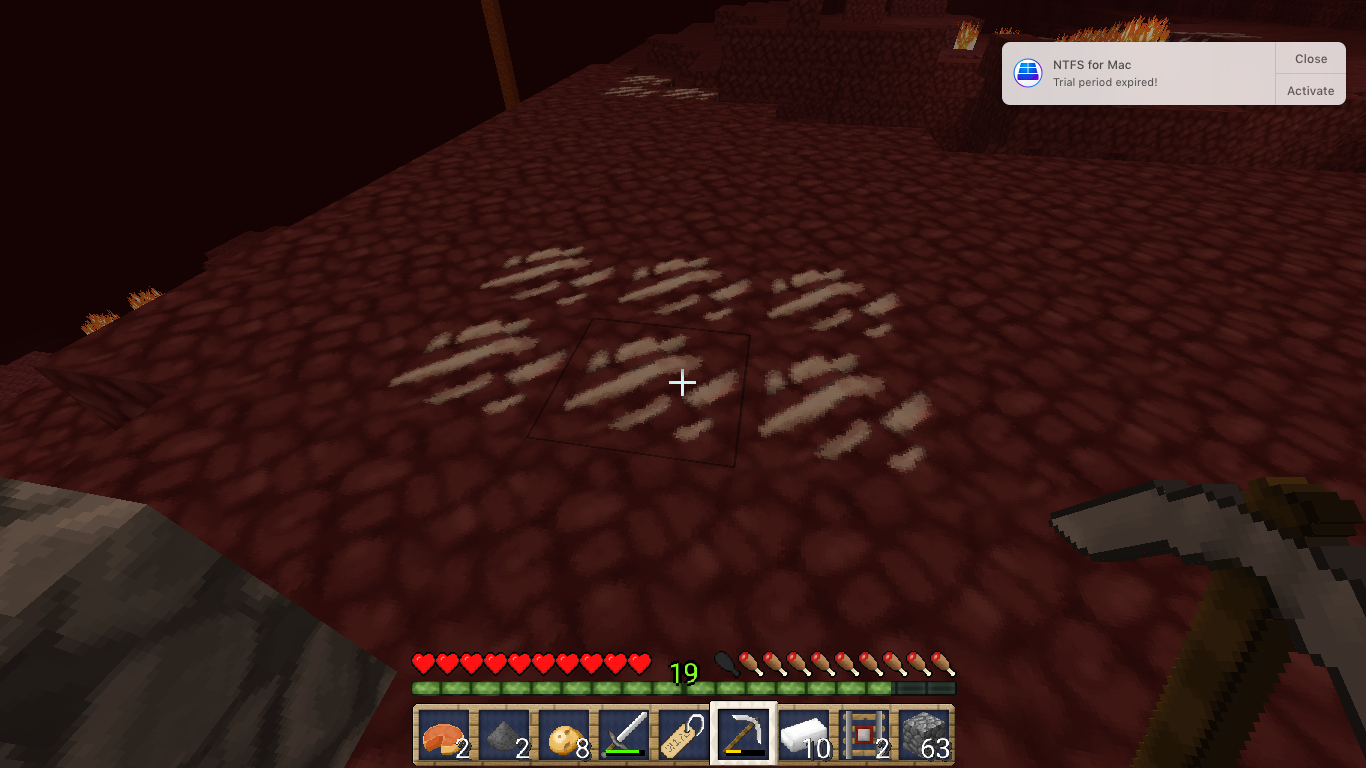 NTFS for Mac
Trial period expired!
Close
Activate
19
2
2
8
10
2
63